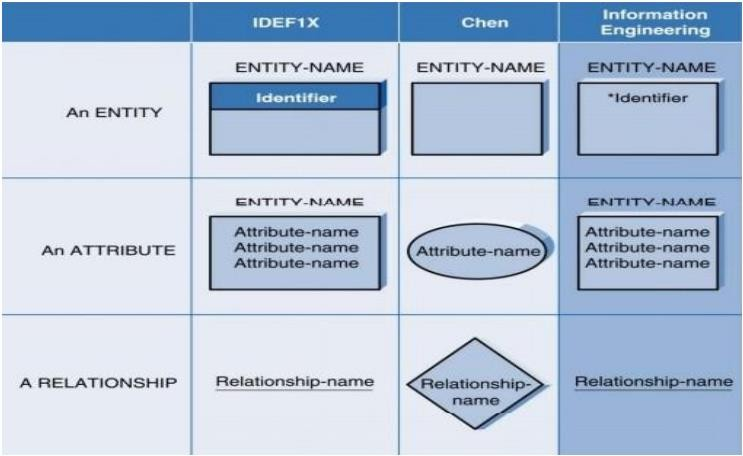 IDEF1X
Chen
Information
Engineering
An ENTITY
ENTITY-NAME
Identifier
ENTITY-NAME
ENTITY-NAME
*Identifier
An ATTRIBUTE
ENTITY-NAME
Attribute-name
Attribute-name
Attribute-name
Attribute-name
ENTITY-NAME
Attribute-name
Attribute-name
Attribute-name
A RELATIONSHIP
Relationship-name
Relationship-
name
Relationship-name